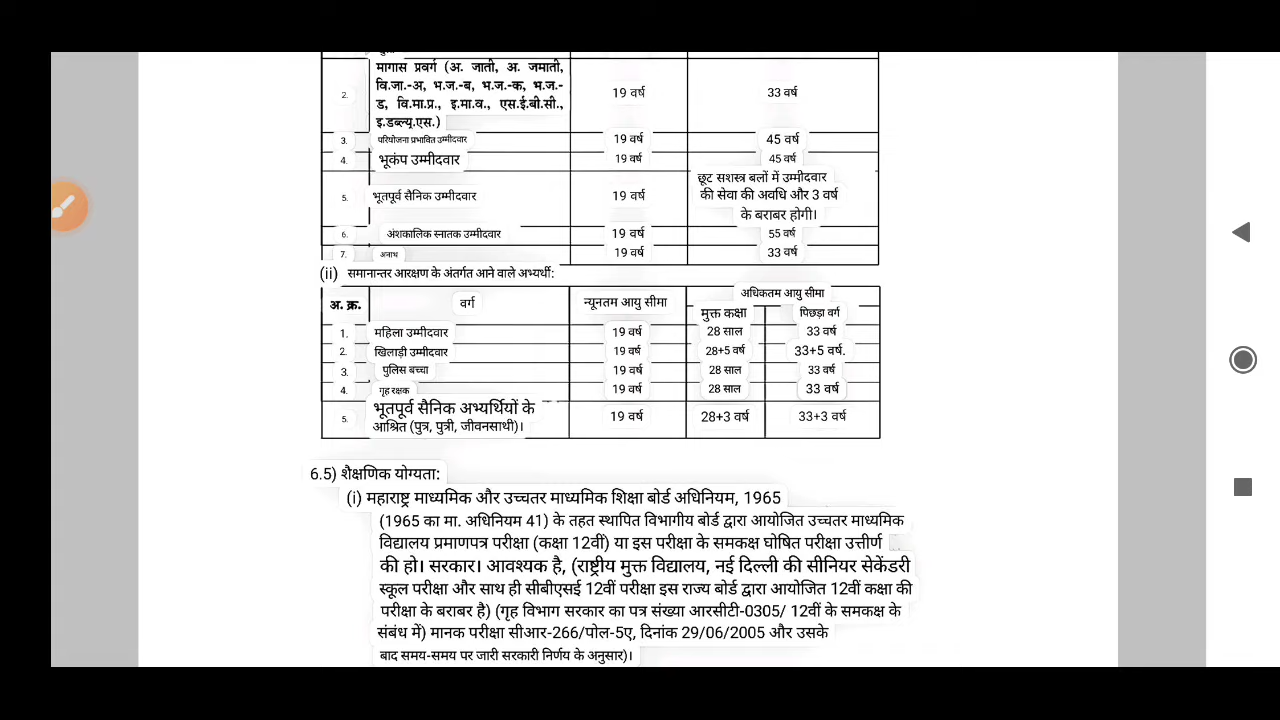 मागास प्रवर्ग (अ. जाती, अ. जमाती,
2. वि.जा.-अ, भ.ज.-ब, भ.ज.-क, भ.ज.- 19 वर्ष 33 वर्ष
ड, वि.मा.प्र., इ.मा.व., एस.ई.बी.सी.,
इ.डब्ल्यू.एस.)
3. परियोजना प्रभावित उम्मीदवार 19 वर्ष 45 वर्ष
4. भूकंप उम्मीदवार 19 वर्ष 45 वर्ष
छूट सशस्त्र बलों में उम्मीदवार
5. भूतपूर्व सैनिक उम्मीदवार 19 वर्ष की सेवा की अवधि और 3 वर्ष
के बराबर होगी।
6. अंशकालिक स्नातक उम्मीदवार 19 वर्ष 55 वर्ष
7. अनाथ 19 वर्ष 33 वर्ष
(ii) समानान्तर आरक्षण के अंतर्गत आने वाले अभ्यर्थी:
अ. क्र. वर्ग न्यूनतम आयु सीमा अधिकतम आयु सीमा
मुक्त कक्षा पिछड़ा वर्ग
1. महिला उम्मीदवार 19 वर्ष 28 साल 33 वर्ष
2. खिलाड़ी उम्मीदवार 19 वर्ष 28+5 वर्ष 33+5 वर्ष.
3. पुलिस बच्चा 19 वर्ष 28 साल 33 वर्ष
4. गृह रक्षक 19 वर्ष 28 साल 33 वर्ष
भूतपूर्व सैनिक अभ्यर्थियों के
5. आश्रित (पुत्र, पुत्री, जीवनसाथी)। 19 वर्ष 28+3 वर्ष 33+3 वर्ष
6.5) शैक्षणिक योग्यता:
(i) महाराष्ट्र माध्यमिक और उच्चतर माध्यमिक शिक्षा बोर्ड अधिनियम, 1965
(1965 का मा. अधिनियम 41) के तहत स्थापित विभागीय बोर्ड द्वारा आयोजित उच्चतर माध्यमिक
विद्यालय प्रमाणपत्र परीक्षा (कक्षा 12वीं) या इस परीक्षा के समकक्ष घोषित परीक्षा उत्तीर्ण
की हो। सरकार। आवश्यक है, (राष्ट्रीय मुक्त विद्यालय, नई दिल्ली की सीनियर सेकेंडरी
स्कूल परीक्षा और साथ ही सीबीएसई 12वीं परीक्षा इस राज्य बोर्ड द्वारा आयोजित 12वीं कक्षा की
परीक्षा के बराबर है) (गृह विभाग सरकार का पत्र संख्या आरसीटी-0305/ 12वीं के समकक्ष के
संबंध में) मानक परीक्षा सीआर-266/पोल-5ए, दिनांक 29/06/2005 और उसके
बाद समय-समय पर जारी सरकारी निर्णय के अनुसार)।